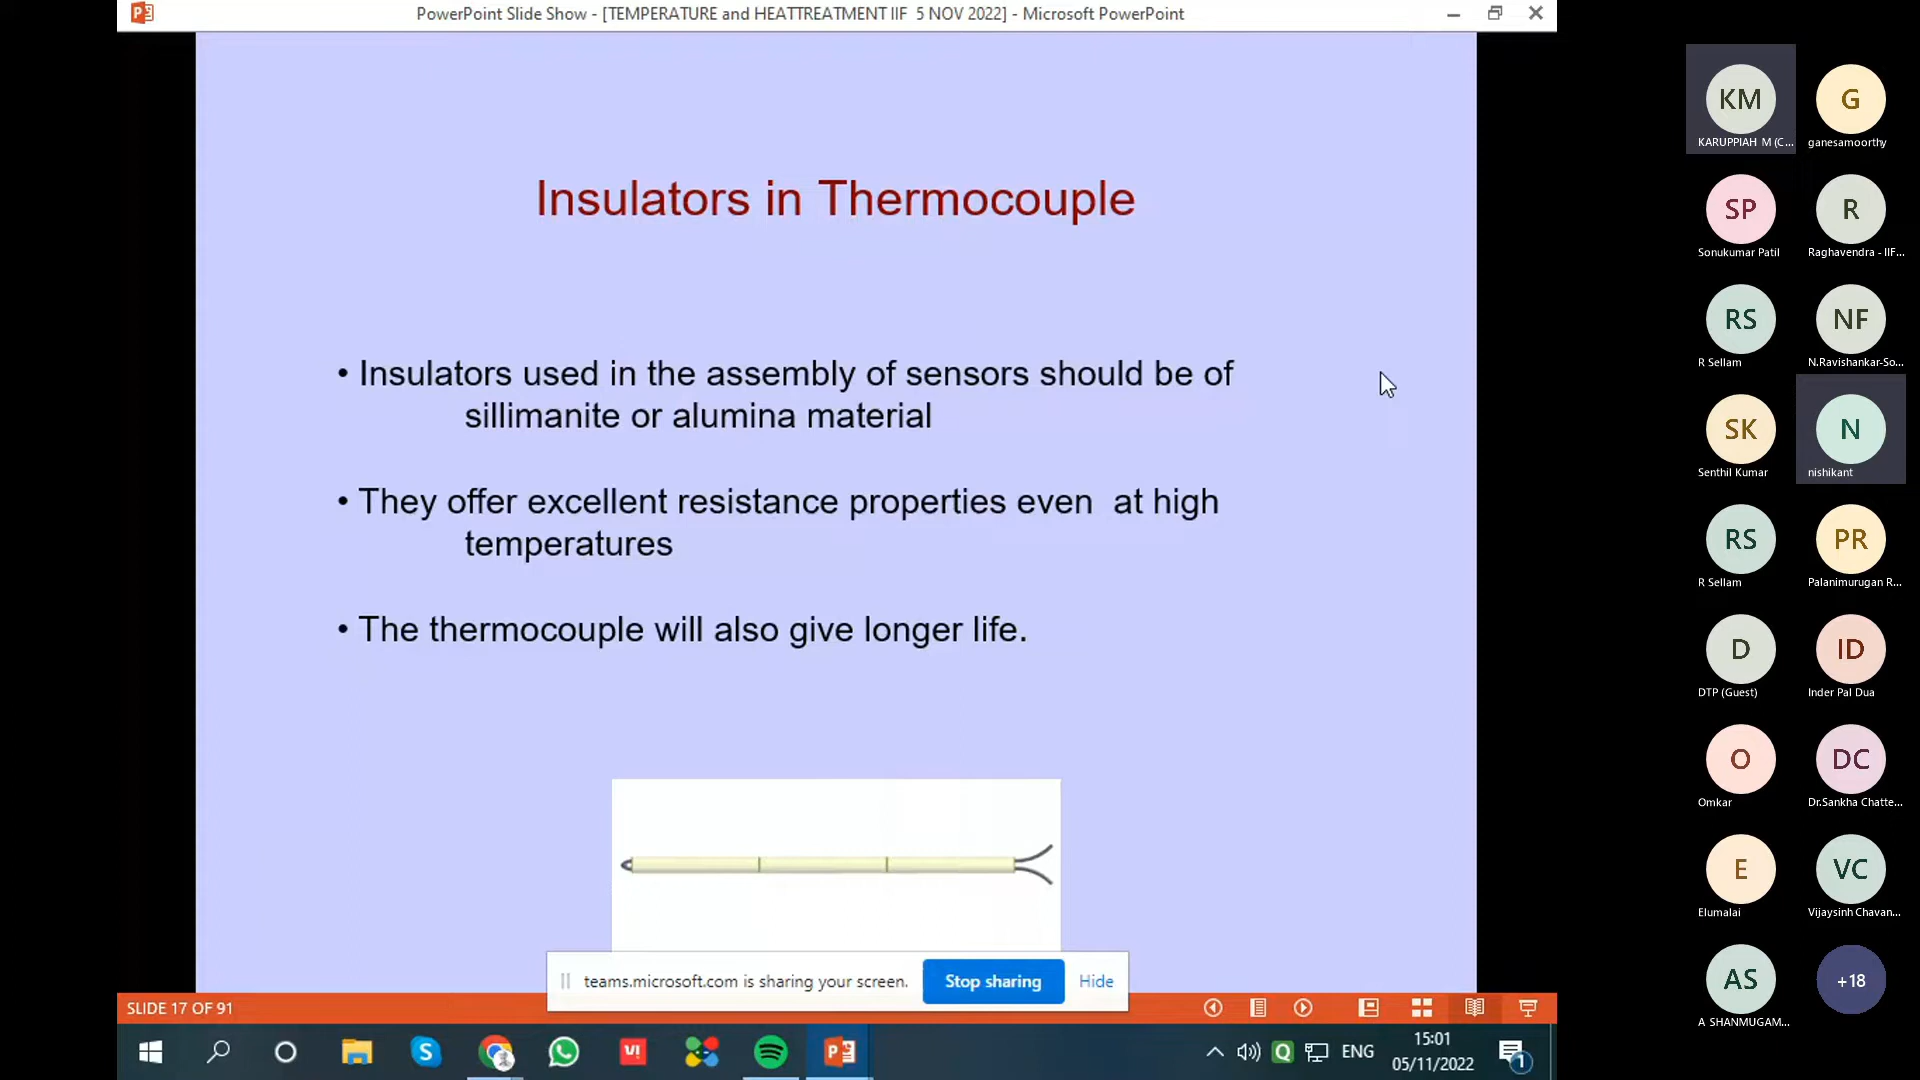 PowerPoint Slide Show - [TEMPERATURE and HEATTREATMENT IIF  5 NOV 2022] - Microsoft PowerPoint
Insulators in Thermocouple
• Insulators used in the assembly of sensors should be of
sillimanite or alumina material
• They offer excellent resistance properties even  at high
temperatures
• The thermocouple will also give longer life.
teams.microsoft.com is sharing your screen.
Stop sharing
Hide
SLIDE 17 OF 91
ENG
15:01
05/11/2022
1
KM
KARUPPIAH M (C...
G
ganesamoorthy
SP
Sonukumar Patil
R
Raghavendra - IIF...
RS
R Sellam
NF
N.Ravishankar-So...
SK
Senthil Kumar
N
nishikant
RS
R Sellam
PR
Palanimurugan R...
D
DTP (Guest)
ID
Inder Pal Dua
O
Omkar
DC
Dr.Sankha Chatte...
E
Elumalai
VC
Vijaysinh Chavan...
AS
A SHANMUGAM...
+18